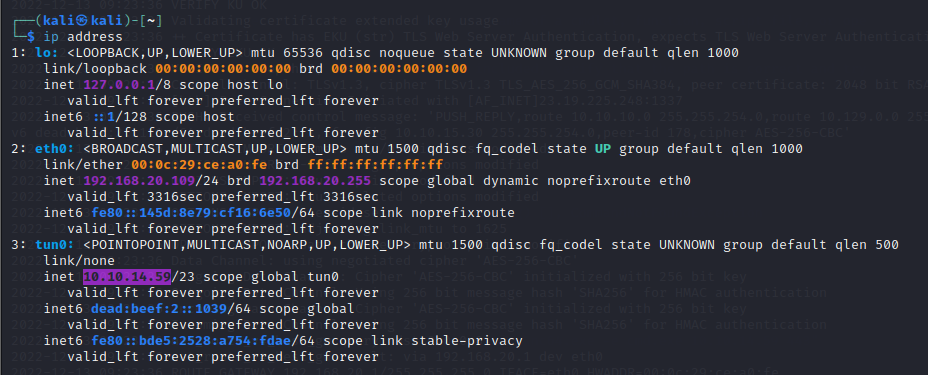 ┌──(kali㉿kali)-[~]
└─$ ip address
1: lo: <LOOPBACK,UP,LOWER_UP> mtu 65536 qdisc noqueue state UNKNOWN group default qlen 1000
link/loopback 00:00:00:00:00:00 brd 00:00:00:00:00:00
inet 127.0.0.1/8 scope host lo
valid_lft forever preferred_lft forever
inet6 ::1/128 scope host
valid_lft forever preferred_lft forever
2: eth0: <BROADCAST,MULTICAST,UP,LOWER_UP> mtu 1500 qdisc fq_codel state UP group default qlen 1000
link/ether 00:0c:29:ce:a0:fe brd ff:ff:ff:ff:ff:ff
inet 192.168.20.109/24 brd 192.168.20.255 scope global dynamic noprefixroute eth0
valid_lft 3316sec preferred_lft 3316sec
inet6 fe80::145d:8e79:cf16:6e50/64 scope link noprefixroute
valid_lft forever preferred_lft forever
3: tun0: <POINTOPOINT,MULTICAST,NOARP,UP,LOWER_UP> mtu 1500 qdisc fq_codel state UNKNOWN group default qlen 500
link/none
inet 10.10.14.59/23 scope global tun0
valid_lft forever preferred_lft forever
inet6 dead:beef:2::1039/64 scope global
valid_lft forever preferred_lft forever
inet6 fe80::bde5:2528:a754:fdae/64 scope link stable-privacy
valid_lft forever preferred_lft forever